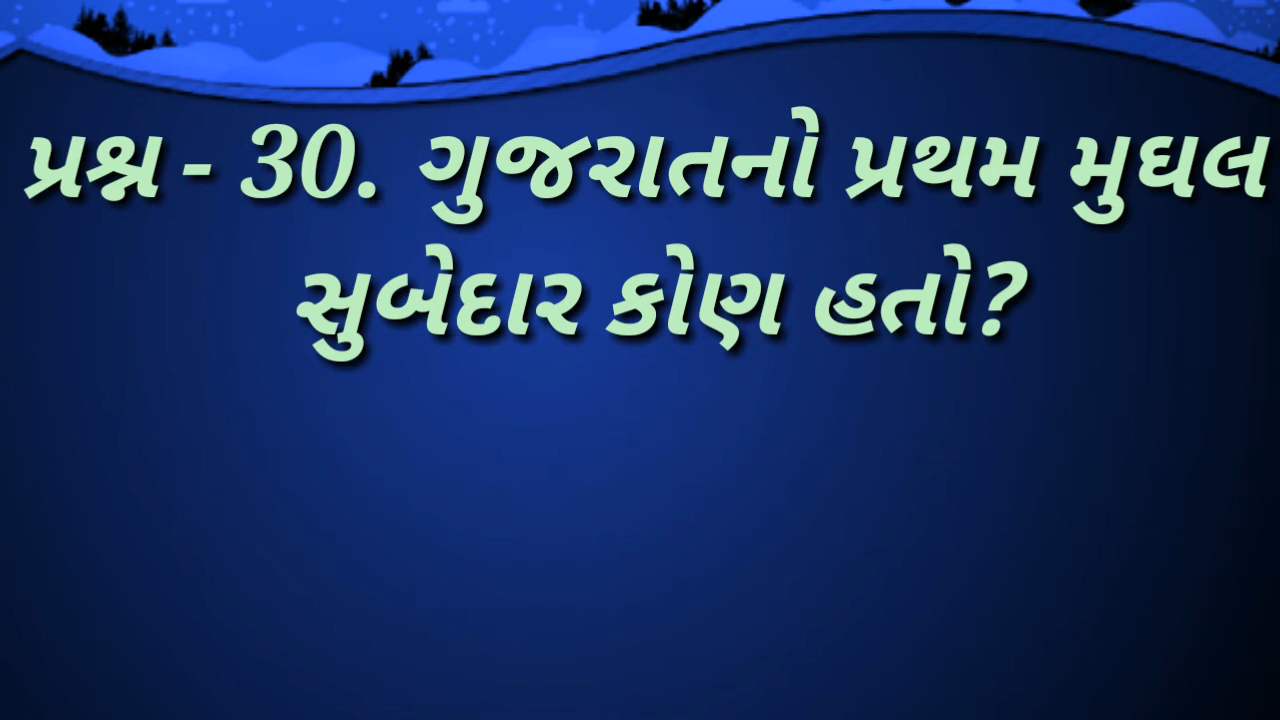 પ્રશ્ન - 30. ગુજરાતનો પ્રથમ મુઘલ
સુબેદાર કોણ હતો?